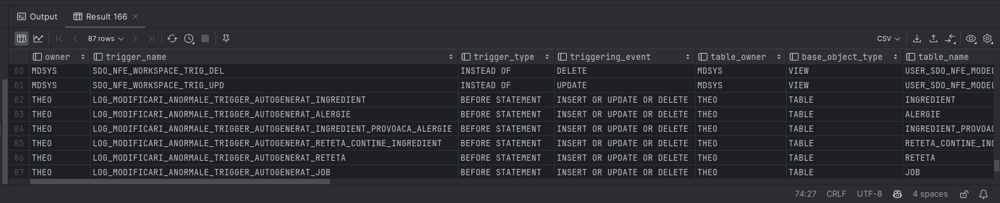 Output Result 166
87 rows CSV
owner trigger_name trigger_type triggering_event table_owner base_object_type table_name
80 MDSYS SDO_NFE_WORKSPACE_TRIG_DEL INSTEAD OF DELETE MDSYS VIEW USER_SDO_NFE_MODEL
81 MDSYS SDO_NFE_WORKSPACE_TRIG_UPD INSTEAD OF UPDATE MDSYS VIEW USER_SDO_NFE_MODEL
82 THEO LOG_MODIFICARI_ANORMALE_TRIGGER_AUTOGENERAT_INGREDIENT BEFORE STATEMENT INSERT OR UPDATE OR DELETE THEO TABLE INGREDIENT
83 THEO LOG_MODIFICARI_ANORMALE_TRIGGER_AUTOGENERAT_ALERGIE BEFORE STATEMENT INSERT OR UPDATE OR DELETE THEO TABLE ALERGIE
84 THEO LOG_MODIFICARI_ANORMALE_TRIGGER_AUTOGENERAT_INGREDIENT_PROVOACA_ALERGIE BEFORE STATEMENT INSERT OR UPDATE OR DELETE THEO TABLE INGREDIENT_PROVOAC
85 THEO LOG_MODIFICARI_ANORMALE_TRIGGER_AUTOGENERAT_RETETA_CONTINE_INGREDIENT BEFORE STATEMENT INSERT OR UPDATE OR DELETE THEO TABLE RETETA_CONTINE_ING
86 THEO LOG_MODIFICARI_ANORMALE_TRIGGER_AUTOGENERAT_RETETA BEFORE STATEMENT INSERT OR UPDATE OR DELETE THEO TABLE RETETA
87 THEO LOG_MODIFICARI_ANORMALE_TRIGGER_AUTOGENERAT_JOB BEFORE STATEMENT INSERT OR UPDATE OR DELETE THEO TABLE JOB
74:27 CRLF UTF-8 4 spaces